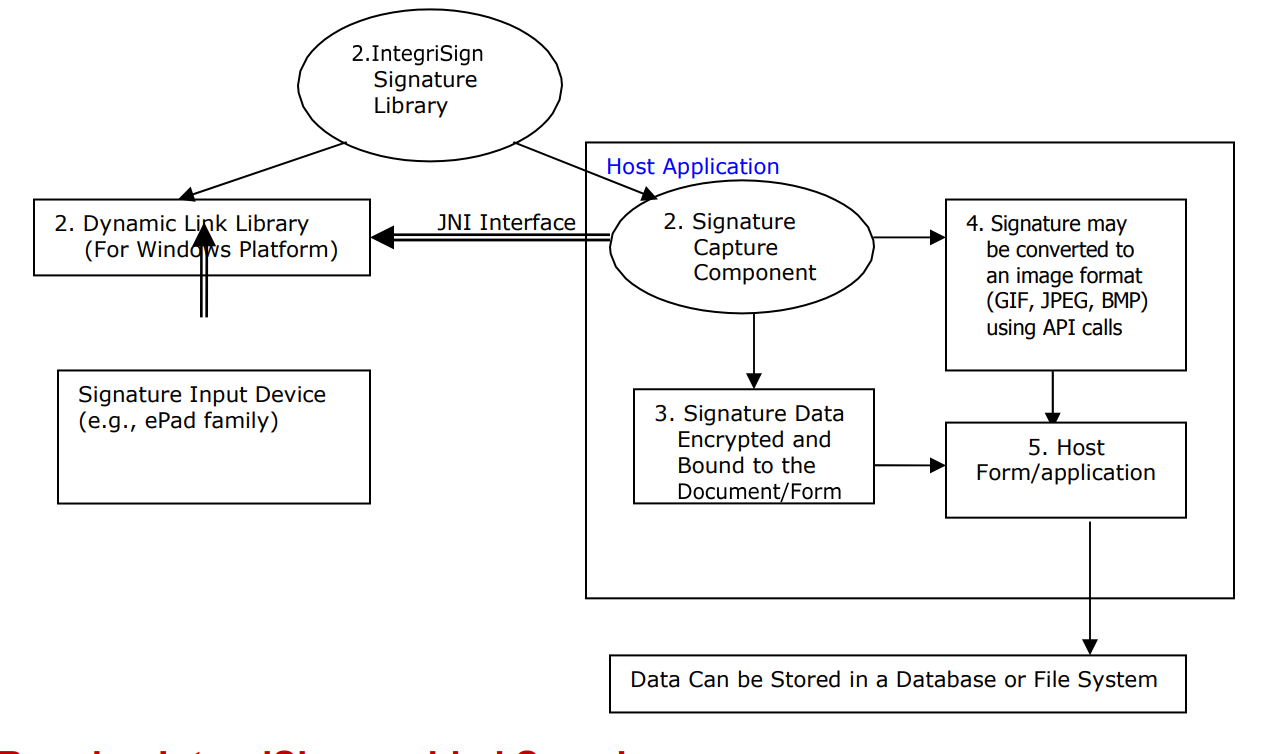 2.IntegriSign
Signature
Library
Host Application
2. Dynamic Link Library
(For Windows Platform)
JNI Interface
2. Signature
Capture
Component
4. Signature may
be converted to
an image format
(GIF, JPEG, BMP)
using API calls
Signature Input Device
(e.g., ePad family)
3. Signature Data
Encrypted and
Bound to the
Document/Form
5. Host
Form/application
Data Can be Stored in a Database or File System